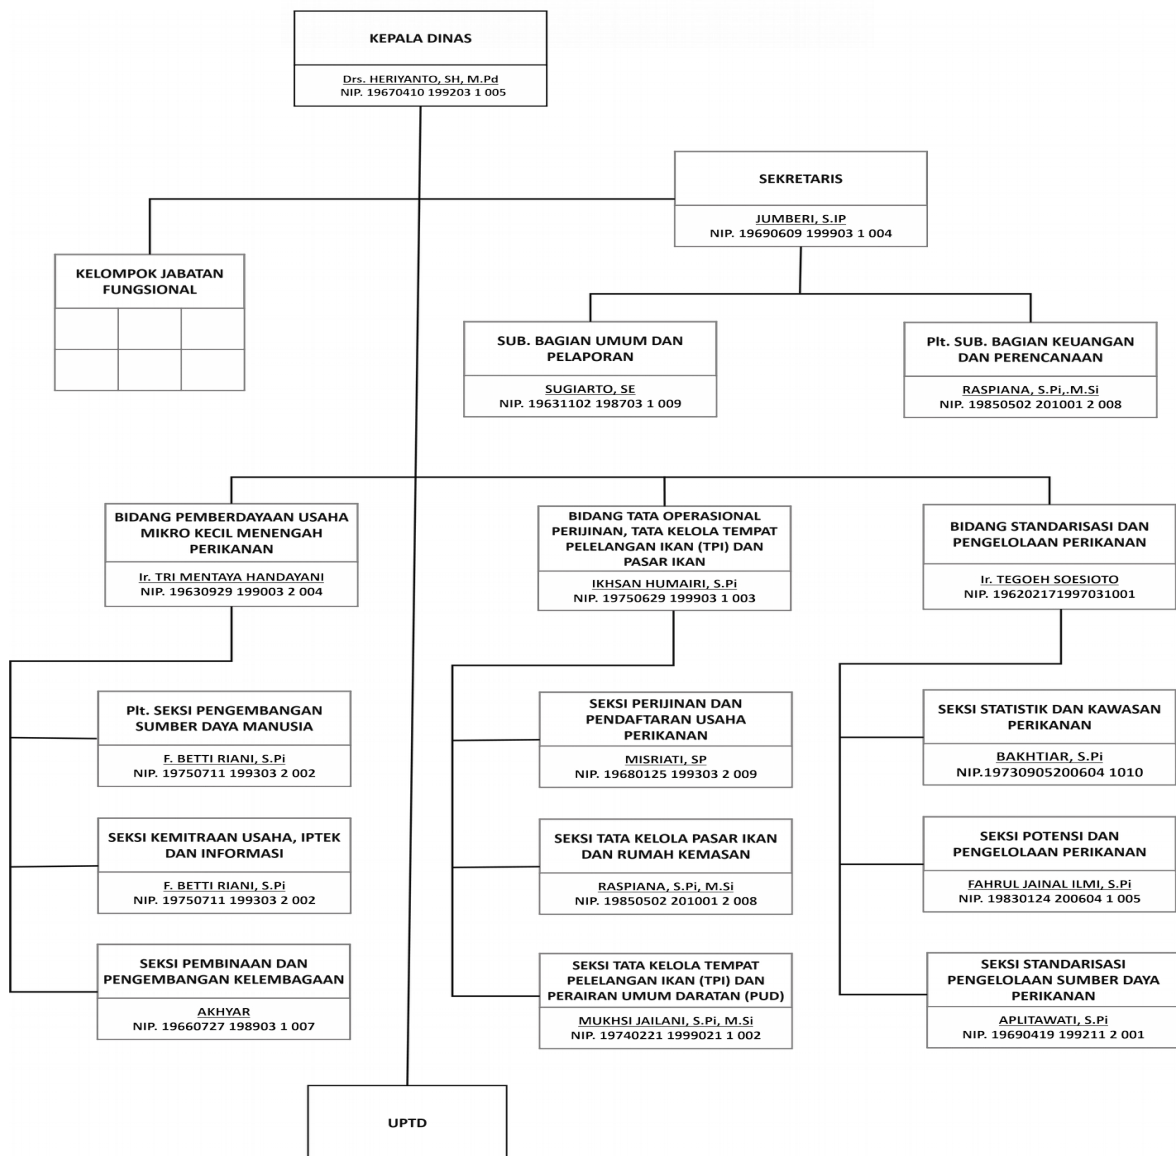 KEPALA DINAS
Drs. HERIYANTO, SH, M.Pd
NIP. 19670410 199203 1 005
SEKRETARIS
JUMBERI, S.IP
NIP. 19690609 199903 1 004
KELOMPOK JABATAN
FUNGSIONAL
SUB. BAGIAN UMUM DAN
PELAPORAN
SUGIARTO, SE
NIP. 19631102 198703 1 009
Plt. SUB. BAGIAN KEUANGAN
DAN PERENCANAAN
RASPIANA, S.Pi,.M.Si
NIP. 19850502 201001 2 008
BIDANG PEMBERDAYAAN USAHA
MIKRO KECIL MENENGAH
PERIKANAN
Ir. TRI MENTAYA HANDAYANI
NIP. 19630929 199003 2 004
BIDANG TATA OPERASIONAL
PERIJINAN, TATA KELOLA TEMPAT
PELELANGAN IKAN (TPI) DAN
PASAR IKAN
IKHSAN HUMAIRI, S.Pi
NIP. 19750629 199903 1 003
BIDANG STANDARISASI DAN
PENGELOLAAN PERIKANAN
Ir. TEGOEH SOESIOTO
NIP. 196202171997031001
Plt. SEKSI PENGEMBANGAN
SUMBER DAYA MANUSIA
F. BETTI RIANI, S.Pi
NIP. 19750711 199303 2 002
SEKSI KEMITRAAN USAHA, IPTEK
DAN INFORMASI
F. BETTI RIANI, S.Pi
NIP. 19750711 199303 2 002
SEKSI PEMBINAAN DAN
PENGEMBANGAN KELEMBAGAAN
AKHYAR
NIP. 19660727 198903 1 007
SEKSI PERIJINAN DAN
PENDAFTARAN USAHA
PERIKANAN
MISRIATI, SP
NIP. 19680125 199303 2 009
SEKSI TATA KELOLA PASAR IKAN
DAN RUMAH KEMASAN
RASPIANA, S.Pi, M.Si
NIP. 19850502 201001 2 008
SEKSI TATA KELOLA TEMPAT
PELELANGAN IKAN (TPI) DAN
PERAIRAN UMUM DARATAN (PUD)
MUKHSI JAILANI, S.Pi, M.Si
NIP. 19740221 1999021 1 002
SEKSI STATISTIK DAN KAWASAN
PERIKANAN
BAKHTIAR, S.Pi
NIP.19730905200604 1010
SEKSI POTENSI DAN
PENGELOLAAN PERIKANAN
FAHRUL JAINAL ILMI, S.Pi
NIP. 19830124 200604 1 005
SEKSI STANDARISASI
PENGELOLAAN SUMBER DAYA
PERIKANAN
APLITAWATI, S.Pi
NIP. 19690419 199211 2 001
UPTD